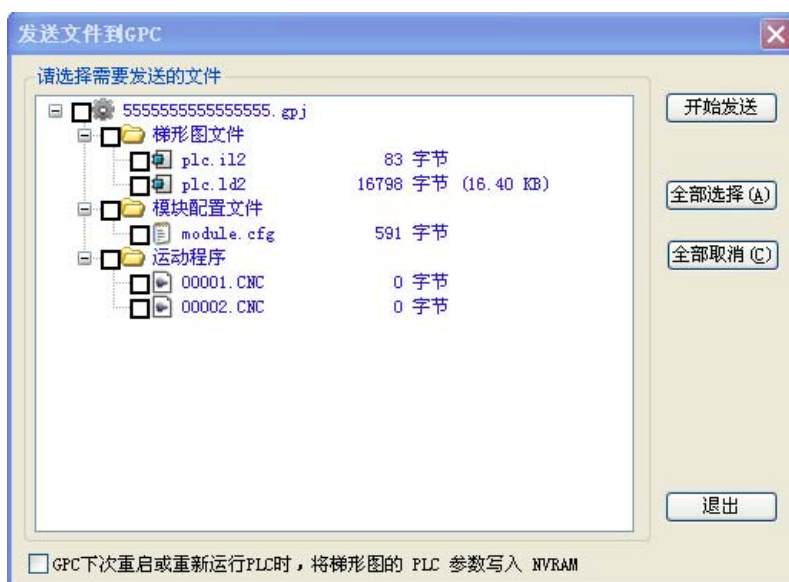 发送文件到GPC
请选择需要发送的文件
5555555555555555.gpj
梯形图文件
plc.il2 83 字节
plc.ld2 16798 字节 (16.40 KB)
模块配置文件
module.cfg 591 字节
运动程序
00001.CNC 0 字节
00002.CNC 0 字节
开始发送
全部选择(A)
全部取消(C)
退出
GPC下次重启或重新运行PLC时，将梯形图的 PLC 参数写入 NVRAM